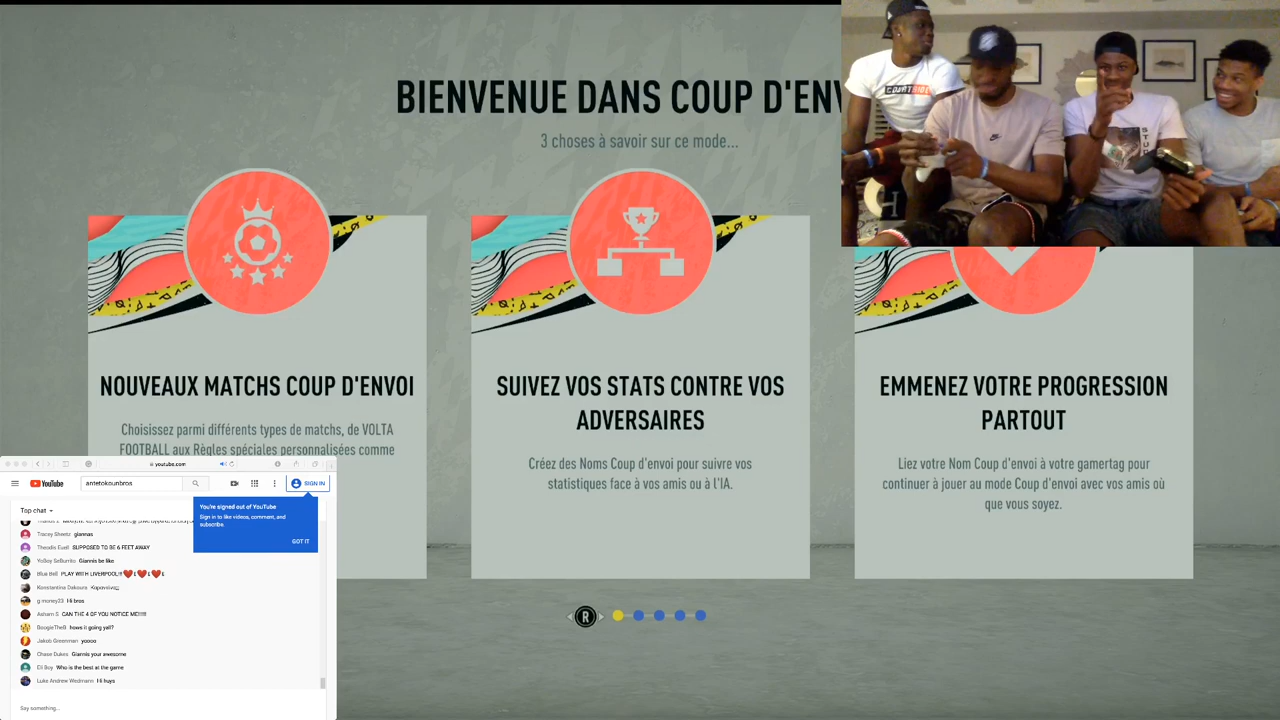 BIENVENUE DANS COUP D'ENV
3 choses à savoir sur ce mode...
COURTSIDE
NOUVEAUX MATCHS COUP D'ENVOI
Choisissez parmi différents types de matchs, de VOLTA
FOOTBALL aux Règles spéciales personnalisées comme
SUIVEZ VOS STATS CONTRE VOS
ADVERSAIRES
Créez des Noms Coup d'envoi pour suivre vos
statistiques face à vos amis ou à l'IA.
EMMENEZ VOTRE PROGRESSION
PARTOUT
Liez votre Nom Coup d'envoi à votre gamertag pour
continuer à jouer au mode Coup d'envoi avec vos amis où
que vous soyez.
R
youtube.com
YouTube
antetokounbros
SIGN IN
You're signed out of YouTube
Sign in to like videos, comment, and
subscribe.
GOT IT
Top chat
Tracey Sheetz giannas
Theodis Euell SUPPOSED TO BE 6 FEET AWAY
YoBoy SeBurrito Giannis be like
Blua Bell PLAY WITH LIVERPOOL!!!
Konstantina Dakoura
g money23 Hi bros
Asham S CAN THE 4 OF YOU NOTICE ME!!!!!!
BoogieTheB hows it going yall?
Jakob Greenman yoooo
Chase Dukes Giannis your awesome
Eli Boy Who is the best at the game
Luke Andrew Wedmann Hi huys
Say something...